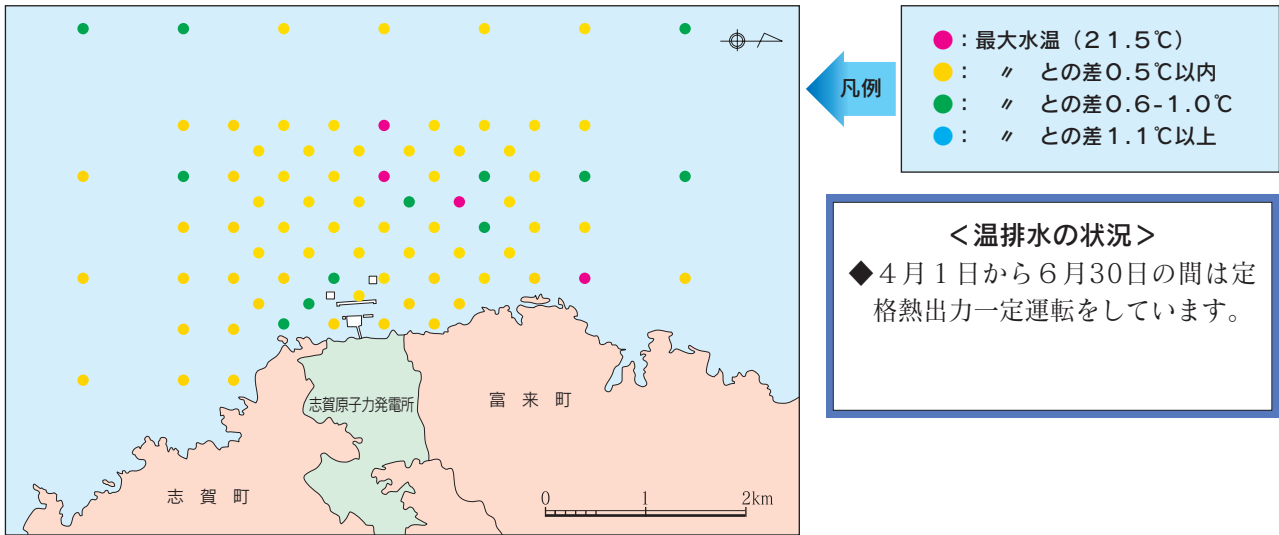 凡例
●：最大水温（２１.５℃）
●：　〃　との差０.５℃以内
●：　〃　との差０.６-１.０℃
●：　〃　との差１.１℃以上
＜温排水の状況＞
◆４月１日から６月30日の間は定
格熱出力一定運転をしています。
志賀原子力発電所
富 来 町
志 賀 町
0 1 2km